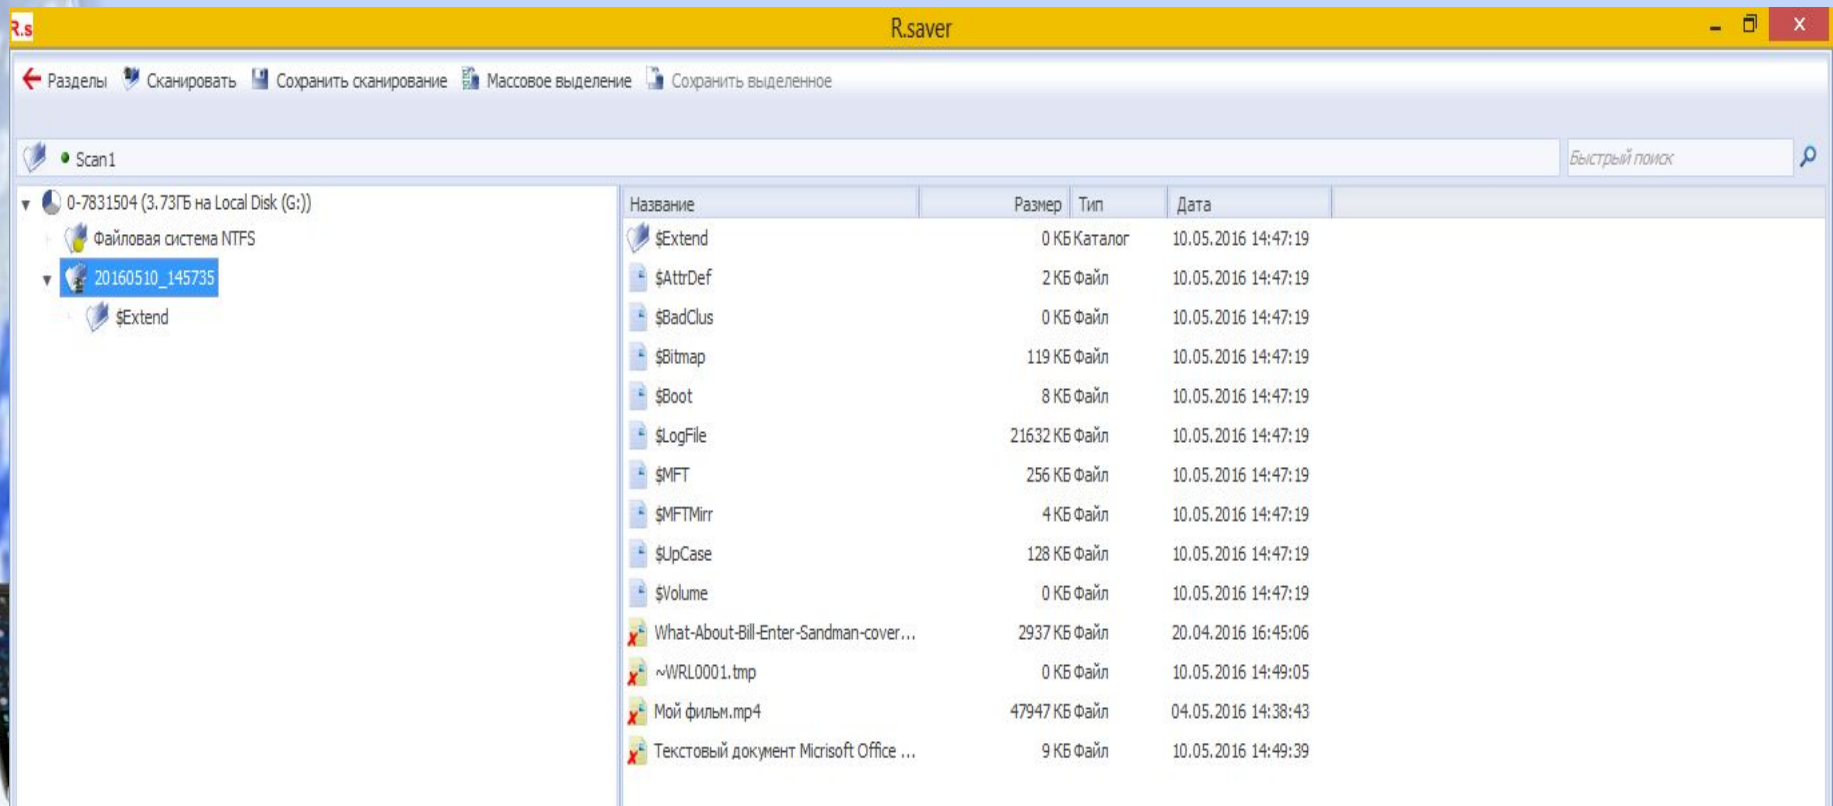 R.s R.saver
Разделы Сканировать Сохранить сканирование Массовое выделение Сохранить выделенное
Scan1 Быстрый поиск
0-7831504 (3.73ГБ на Local Disk (G:))
Файловая система NTFS
20160510_145735
$Extend
Название Размер Тип Дата
$Extend 0 КБ Каталог 10.05.2016 14:47:19
$AttrDef 2 КБ Файл 10.05.2016 14:47:19
$BadClus 0 КБ Файл 10.05.2016 14:47:19
$Bitmap 119 КБ Файл 10.05.2016 14:47:19
$Boot 8 КБ Файл 10.05.2016 14:47:19
$LogFile 21632 КБ Файл 10.05.2016 14:47:19
$MFT 256 КБ Файл 10.05.2016 14:47:19
$MFTMirr 4 КБ Файл 10.05.2016 14:47:19
$UpCase 128 КБ Файл 10.05.2016 14:47:19
$Volume 0 КБ Файл 10.05.2016 14:47:19
What-About-Bill-Enter-Sandman-cover... 2937 КБ Файл 20.04.2016 16:45:06
~WRL0001.tmp 0 КБ Файл 10.05.2016 14:49:05
Мой фильм.mp4 47947 КБ Файл 04.05.2016 14:38:43
Текстовый документ Micrisoft Office ... 9 КБ Файл 10.05.2016 14:49:39